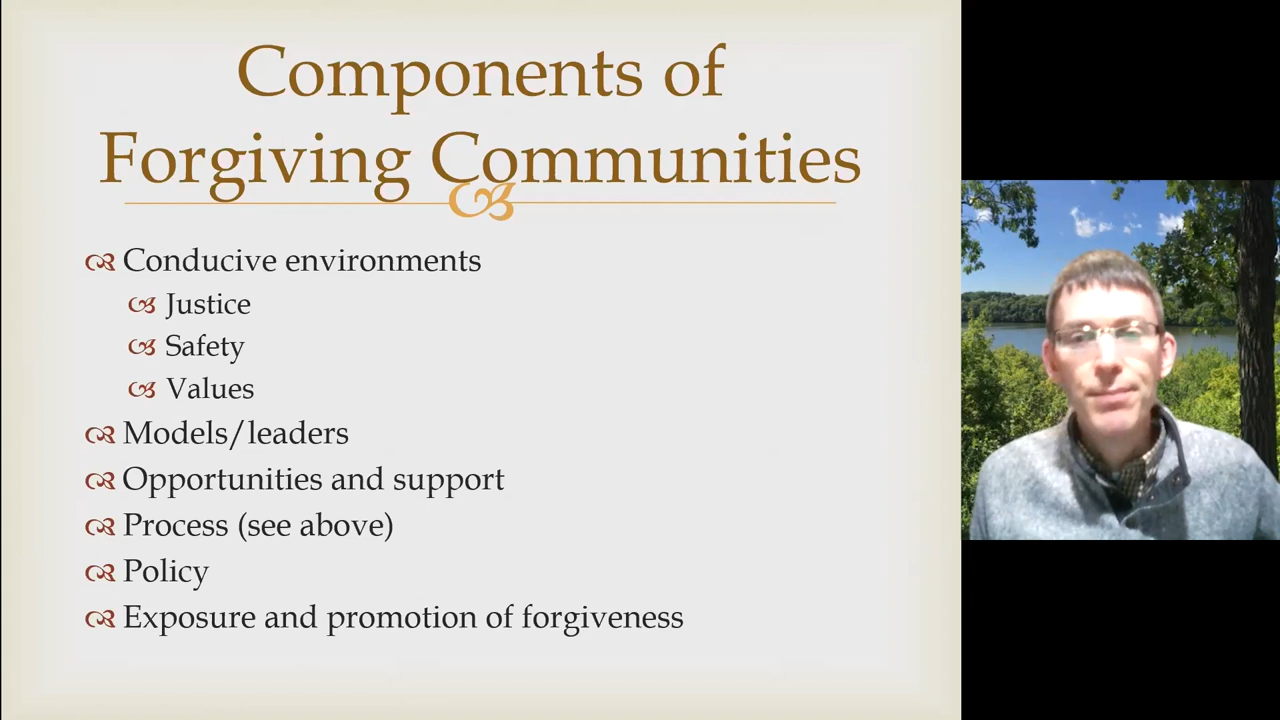 Components of
Forgiving Communities
Conducive environments
Justice
Safety
Values
Models/leaders
Opportunities and support
Process (see above)
Policy
Exposure and promotion of forgiveness